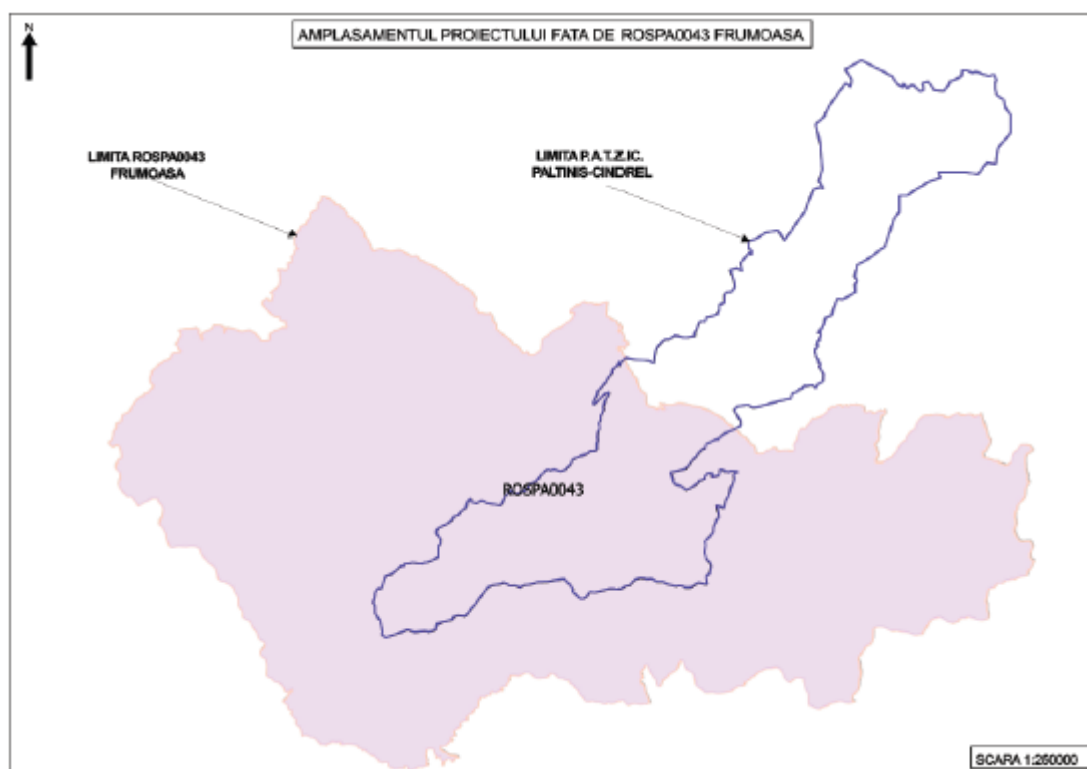 N
AMPLASAMENTUL PROIECTULUI FATA DE ROSPA0043 FRUMOASA
LIMITA ROSPA0043
FRUMOASA
LIMITA P.A.T.Z.IC.
PALTINIS-CINDREL
ROSPA0043
SCARA 1:250000